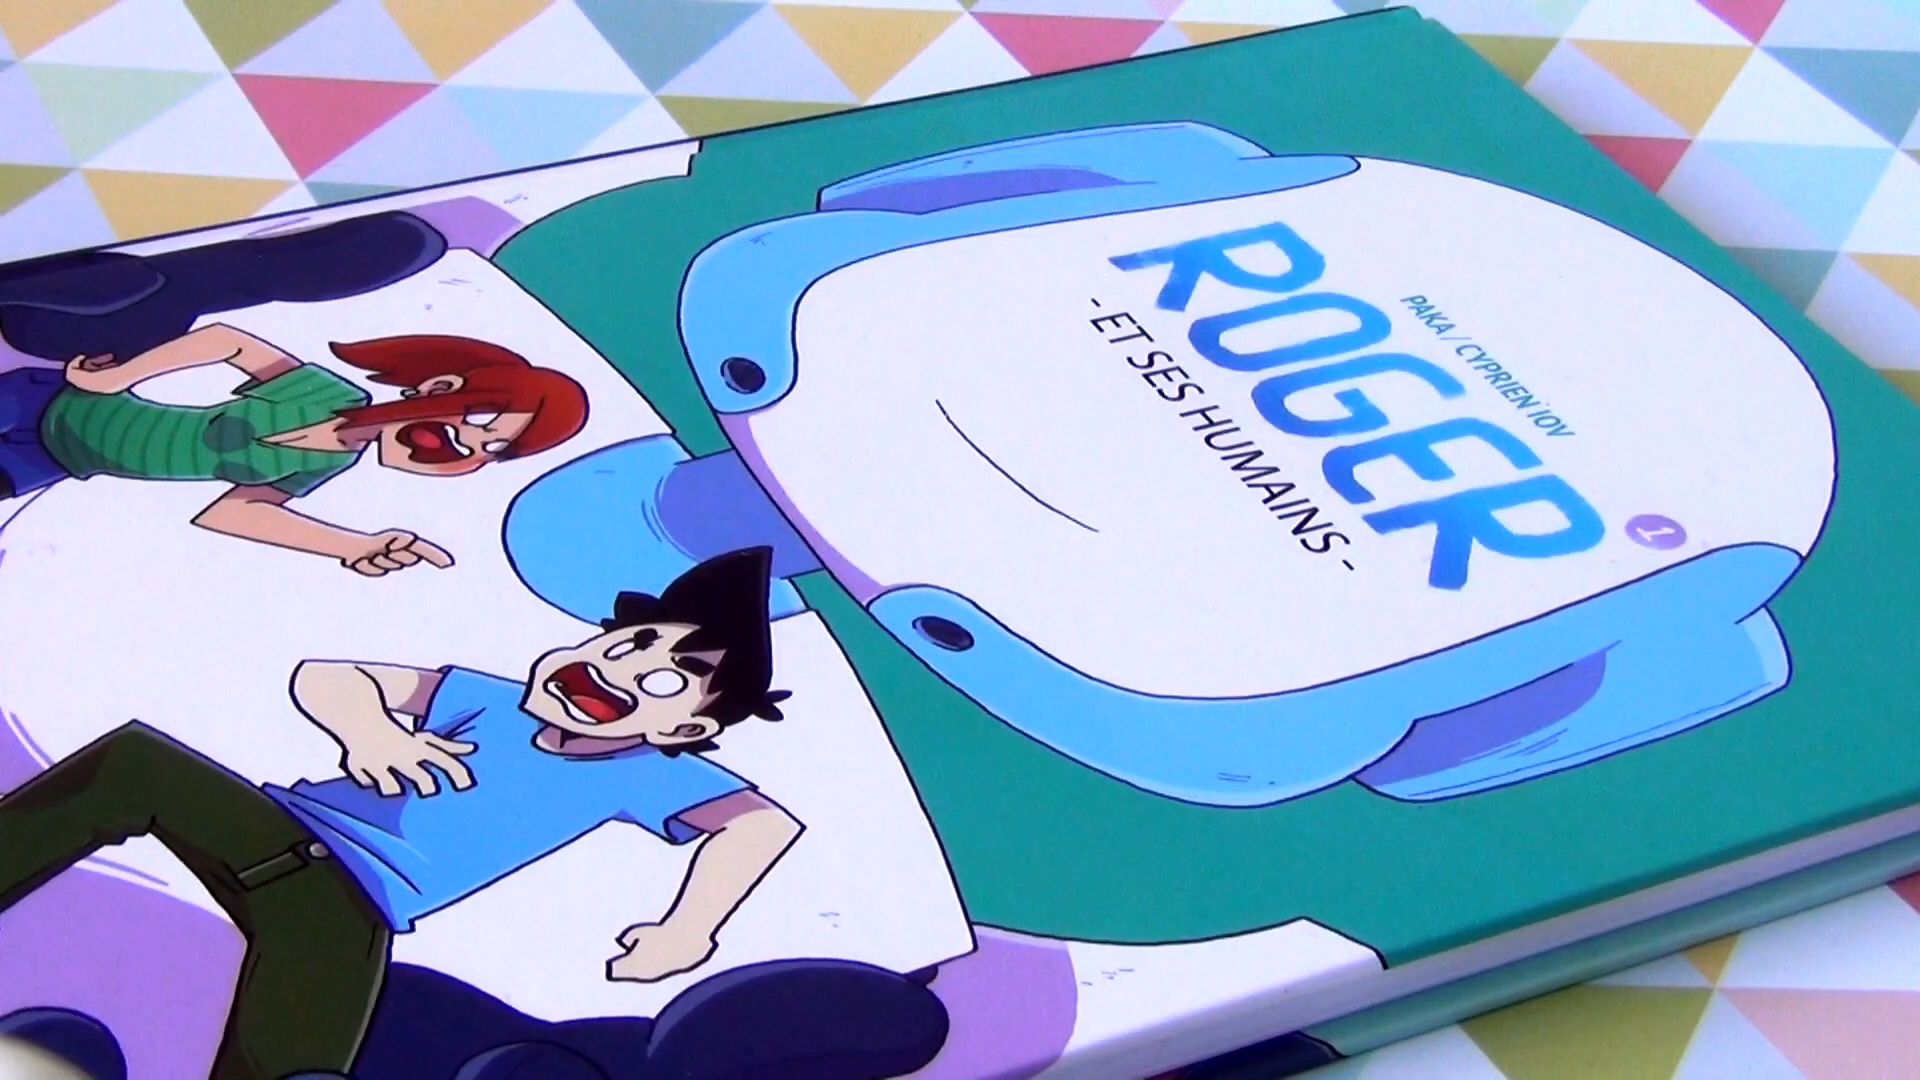 PAKA / CYPRIEN IOV
ROGER
- ET SES HUMAINS -
1